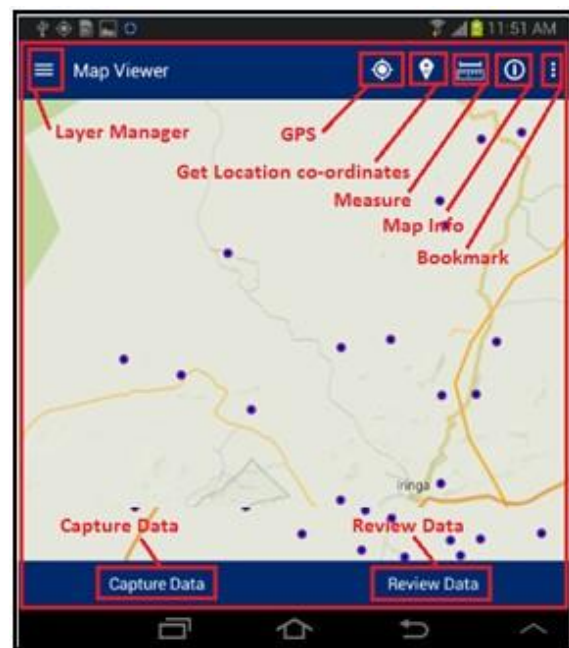 11:51 AM
Map Viewer
Layer Manager
GPS
Get Location co-ordinates
Measure
Map Info
Bookmark
iringa
Capture Data
Review Data
Capture Data
Review Data